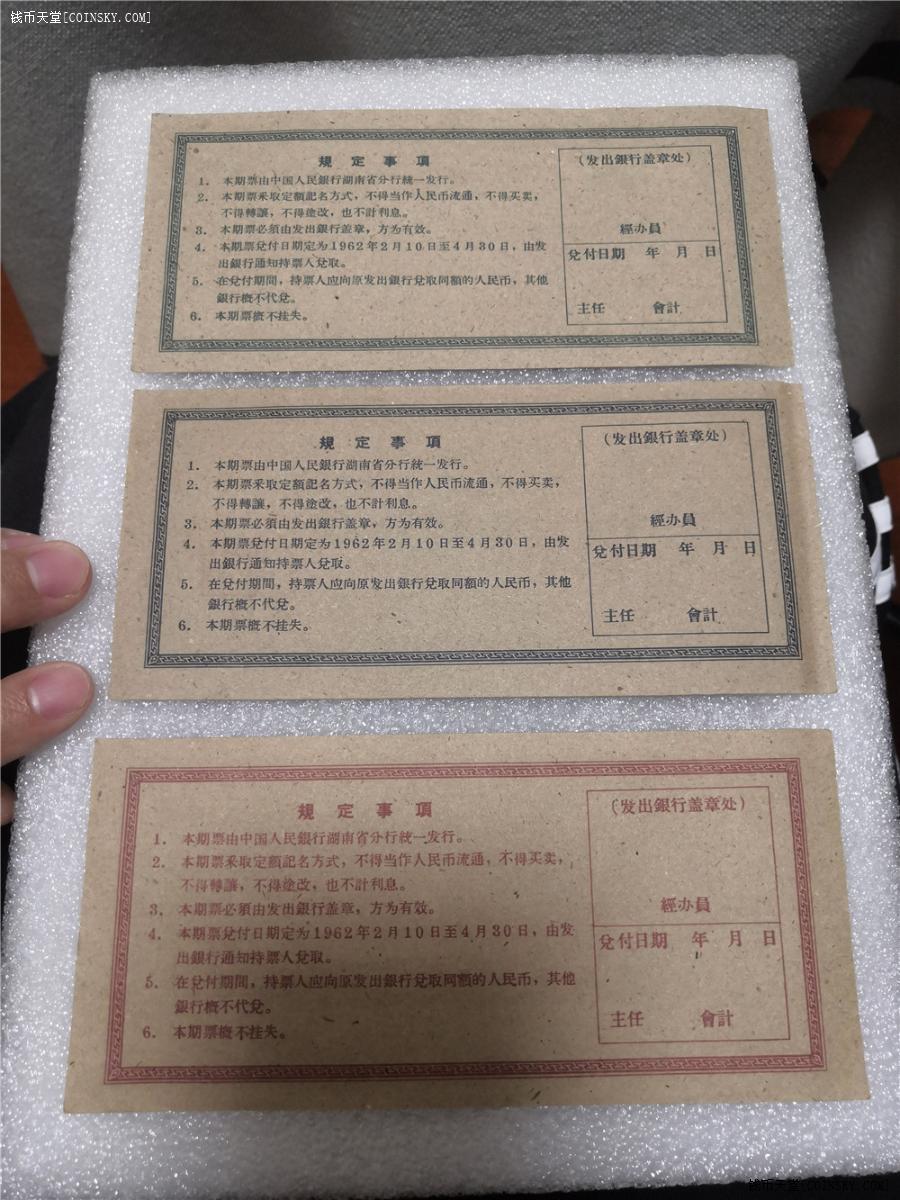 钱币天堂[COINSKY.COM]
規定事項
1. 本期票由中国人民銀行湖南省分行統一发行。
2. 本期票釆取定額記名方式，不得当作人民币流通，不得买卖，
不得轉讓，不得塗改，也不計利息。
3. 本期票必須由发出銀行盖章，方为有效。
4. 本期票兌付日期定为1962年2月10日至4月30日，由发
出銀行通知持票人兌取。
5. 在兌付期間，持票人应向原发出銀行兌取同額的人民币，其他
銀行概不代兌。
6. 本期票概不挂失。
（发出銀行盖章处）
經办員
兌付日期 年 月 日
主任 會計
規定事項
1. 本期票由中国人民銀行湖南省分行統一发行。
2. 本期票釆取定額記名方式，不得当作人民币流通，不得买卖，
不得轉讓，不得塗改，也不計利息。
3. 本期票必須由发出銀行盖章，方为有效。
4. 本期票兌付日期定为1962年2月10日至4月30日，由发
出銀行通知持票人兌取。
5. 在兌付期間，持票人应向原发出銀行兌取同額的人民币，其他
銀行概不代兌。
6. 本期票概不挂失。
（发出銀行盖章处）
經办員
兌付日期 年 月 日
主任 會計
規定事項
1. 本期票由中国人民銀行湖南省分行統一发行。
2. 本期票釆取定額記名方式，不得当作人民币流通，不得买卖，
不得轉讓，不得塗改，也不計利息。
3. 本期票必須由发出銀行盖章，方为有效。
4. 本期票兌付日期定为1962年2月10日至4月30日，由发
出銀行通知持票人兌取。
5. 在兌付期間，持票人应向原发出銀行兌取同額的人民币，其他
銀行概不代兌。
6. 本期票概不挂失。
（发出銀行盖章处）
經办員
兌付日期 年 月 日
主任 會計
钱币天堂[COINSKY.COM]